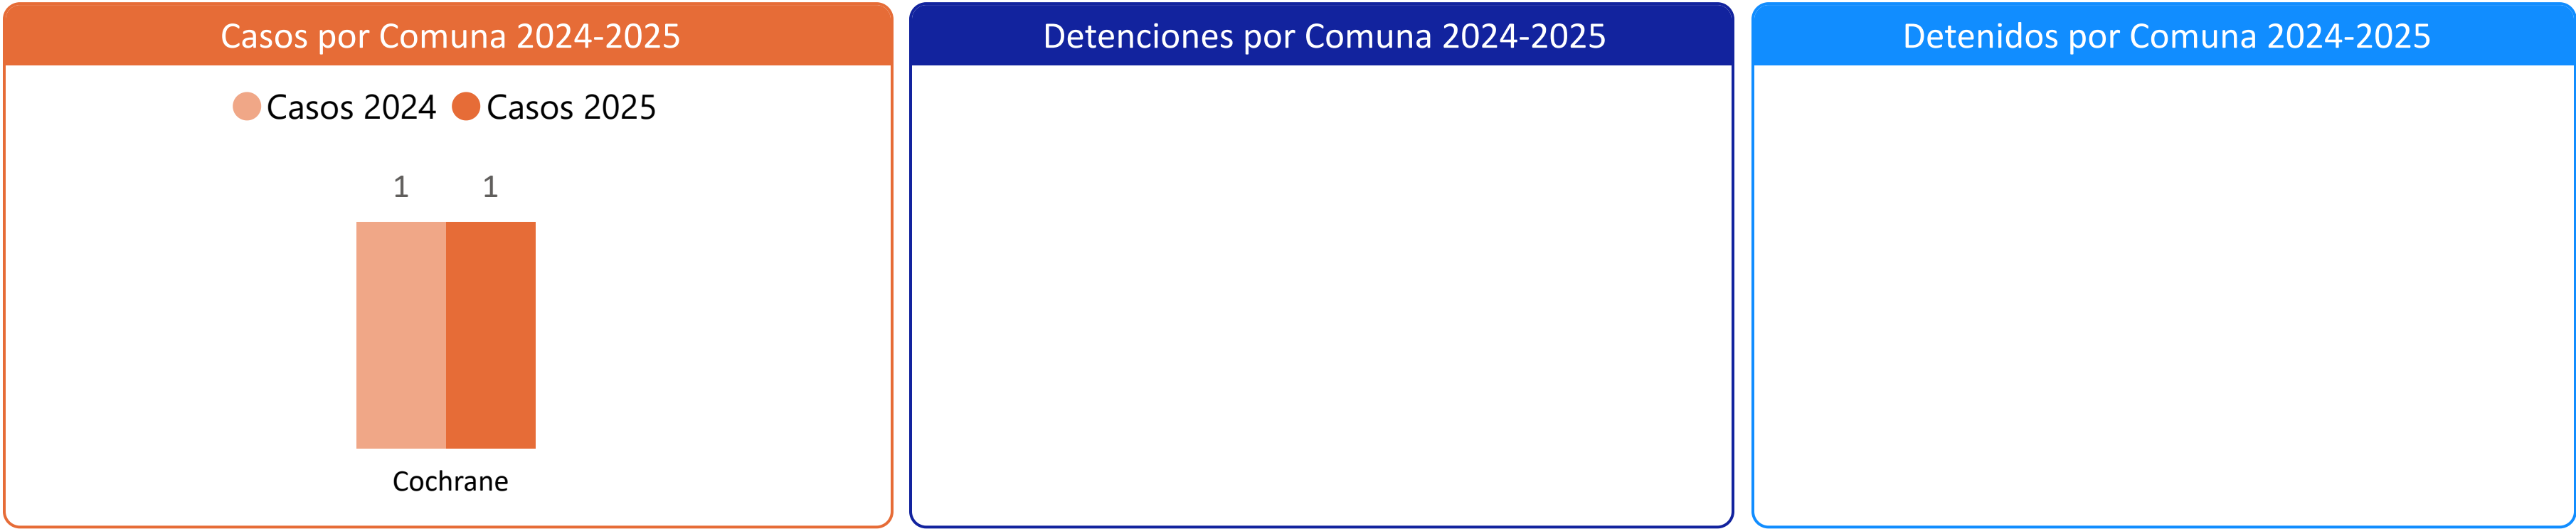 Casos por Comuna 2024-2025
Casos 2024 Casos 2025
1 1
Cochrane
Detenciones por Comuna 2024-2025
Detenidos por Comuna 2024-2025